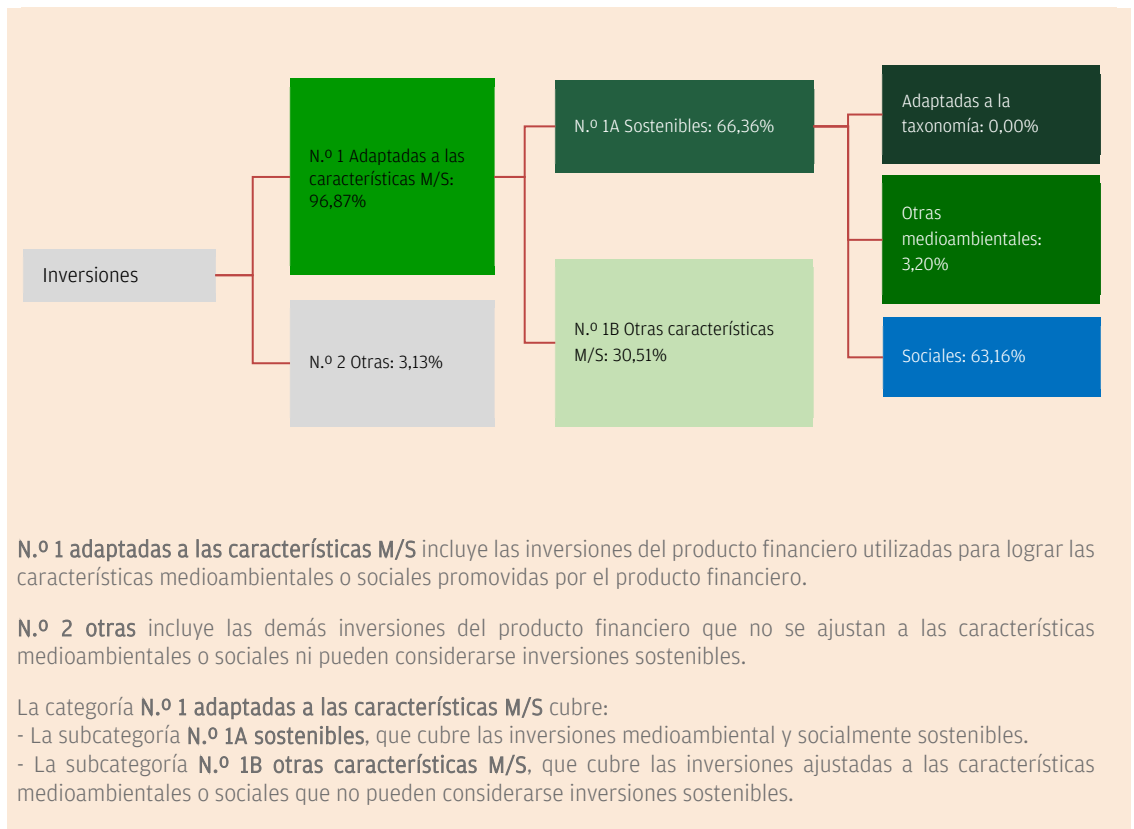 Inversiones
N.º 1 Adaptadas a las
características M/S:
96,87%
N.º 2 Otras: 3,13%
N.º 1A Sostenibles: 66,36%
N.º 1B Otras características
M/S: 30,51%
Adaptadas a la
taxonomía: 0,00%
Otras
medioambientales:
3,20%
Sociales: 63,16%
N.º 1 adaptadas a las características M/S incluye las inversiones del producto financiero utilizadas para lograr las
características medioambientales o sociales promovidas por el producto financiero.
N.º 2 otras incluye las demás inversiones del producto financiero que no se ajustan a las características
medioambientales o sociales ni pueden considerarse inversiones sostenibles.
La categoría N.º 1 adaptadas a las características M/S cubre:
- La subcategoría N.º 1A sostenibles, que cubre las inversiones medioambiental y socialmente sostenibles.
- La subcategoría N.º 1B otras características M/S, que cubre las inversiones ajustadas a las características
medioambientales o sociales que no pueden considerarse inversiones sostenibles.